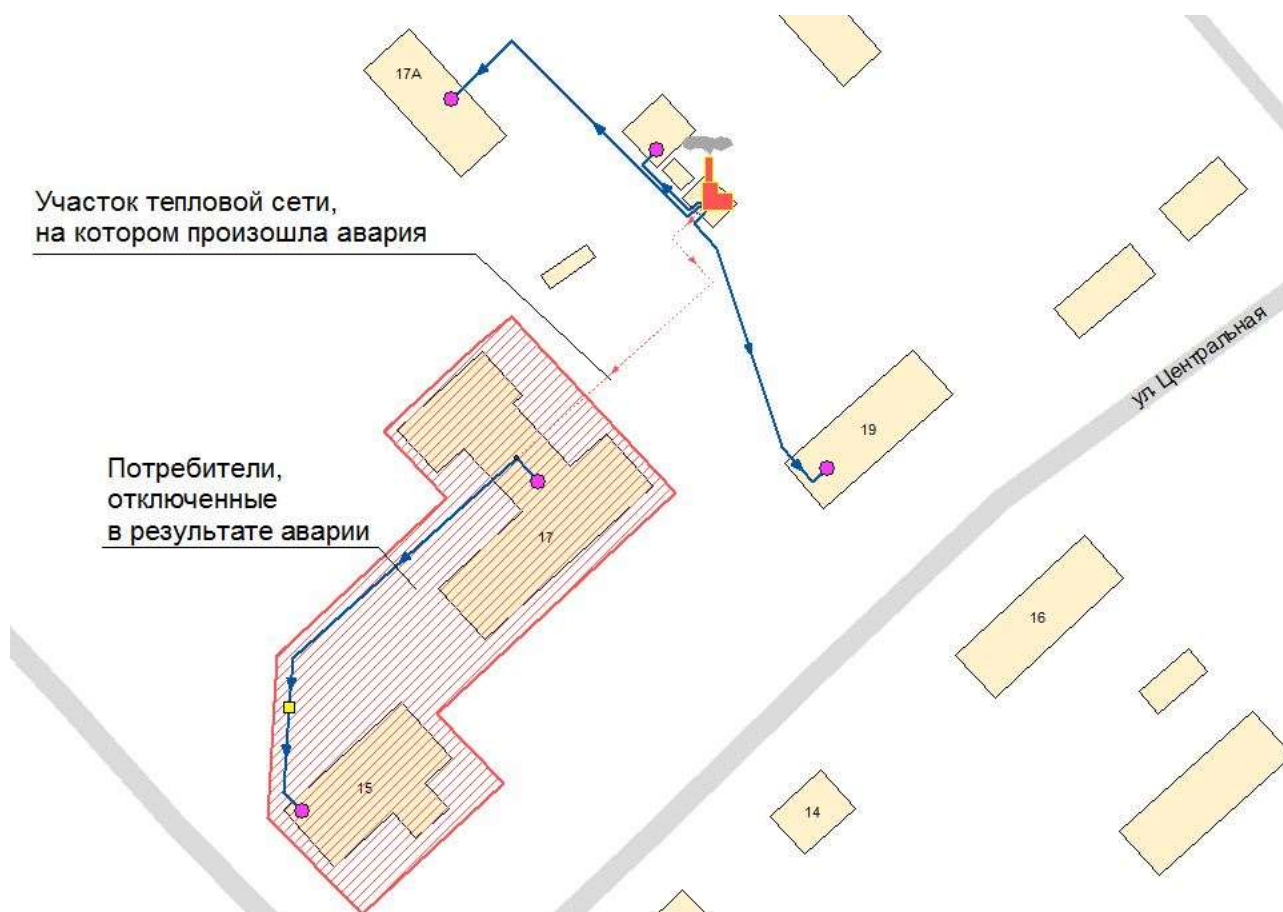 17А
Участок тепловой сети,
на котором произошла авария
ул. Центральная
19
Потребители,
отключенные
в результате аварии
17
16
15
14